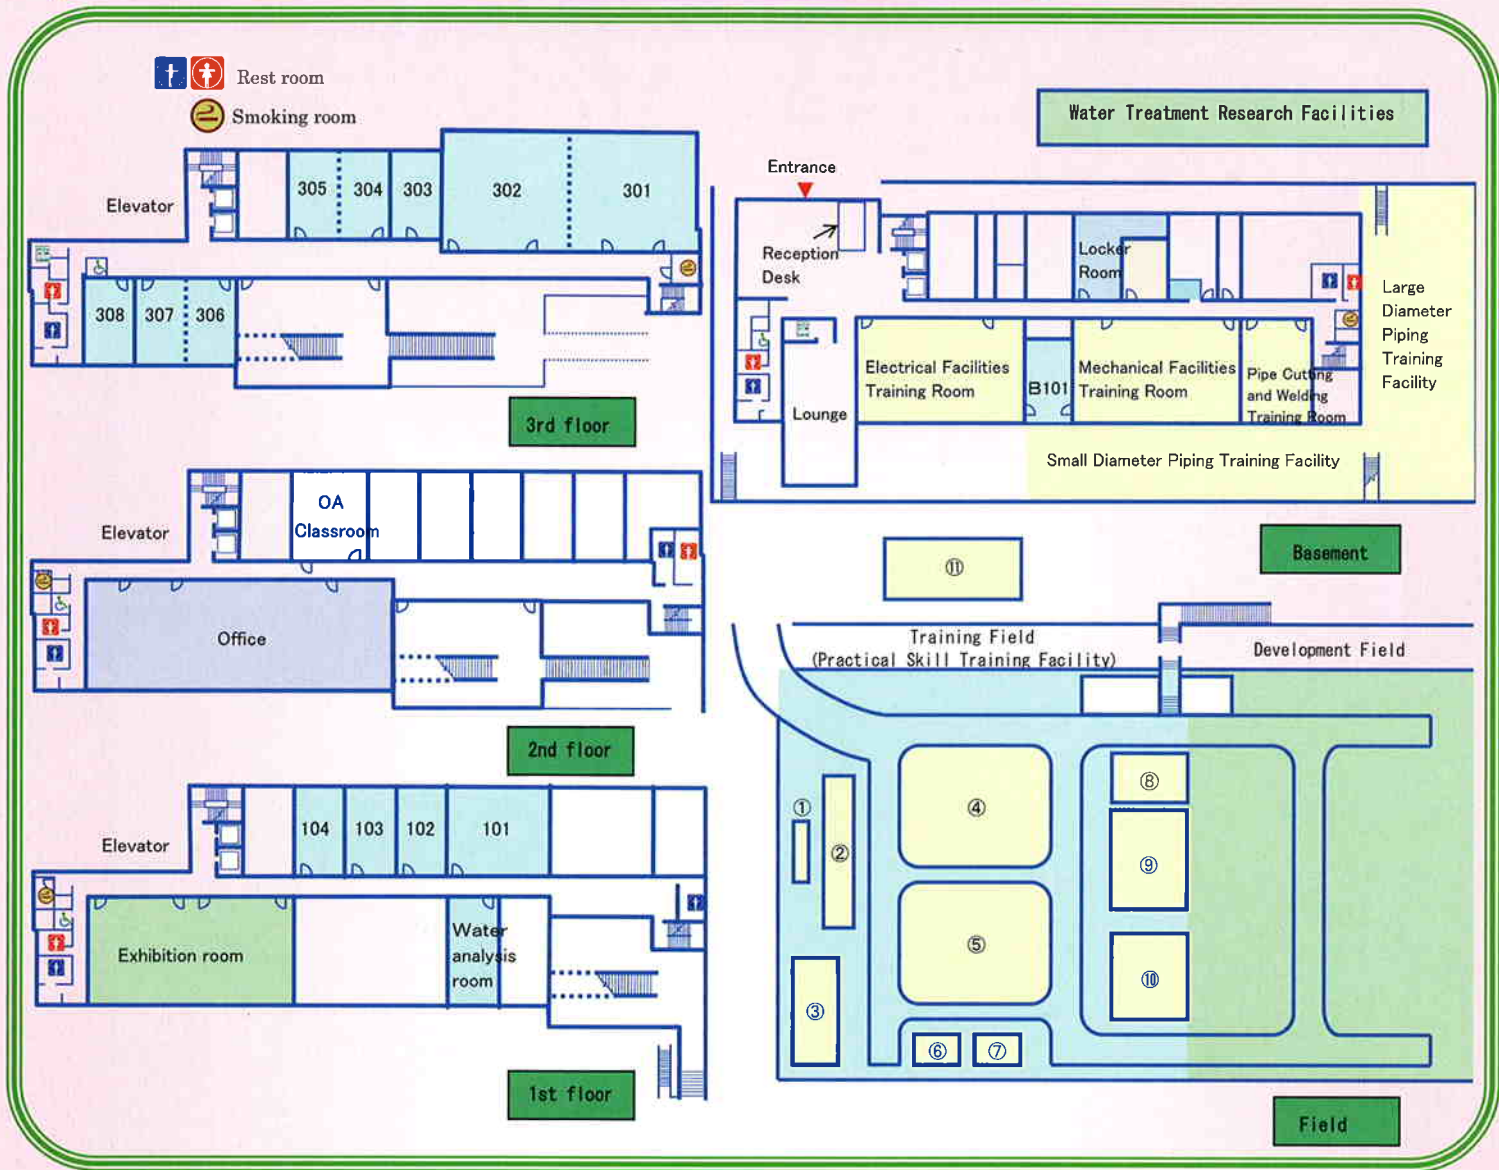 Rest room
Smoking room
Elevator
305
304
303
302
301
308
307
306
3rd floor
Elevator
OA
Classroom
Office
2nd floor
Elevator
104
103
102
101
Exhibition room
Water
analysis
room
1st floor
Water Treatment Research Facilities
Entrance
Reception
Desk
Locker
Room
Large
Diameter
Piping
Training
Facility
Lounge
Electrical Facilities
Training Room
B101
Mechanical Facilities
Training Room
Pipe Cutting
and Welding
Training Room
Small Diameter Piping Training Facility
Basement
⑪
Training Field
(Practical Skill Training Facility)
Development Field
①
②
③
④
⑤
⑥
⑦
⑧
⑨
⑩
Field